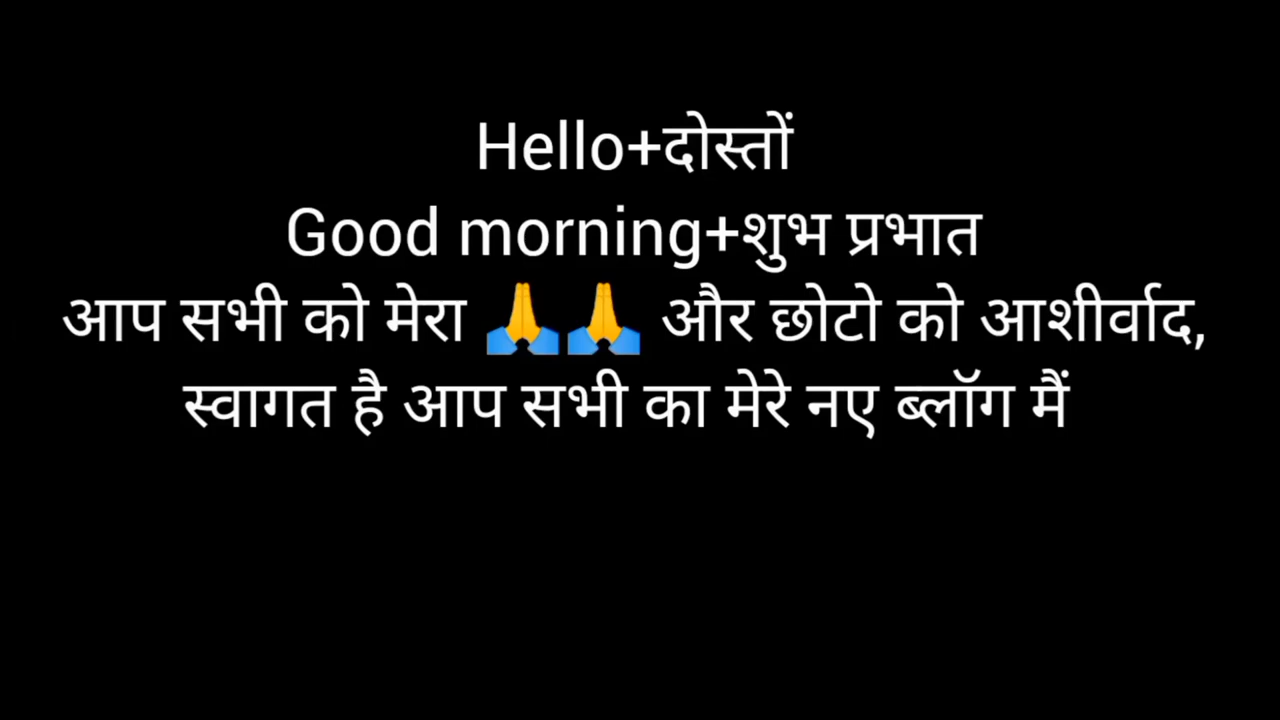 Hello+दोस्तों
Good morning+शुभ प्रभात
आप सभी को मेरा 🙏🙏 और छोटो को आशीर्वाद,
स्वागत है आप सभी का मेरे नए ब्लॉग मैं